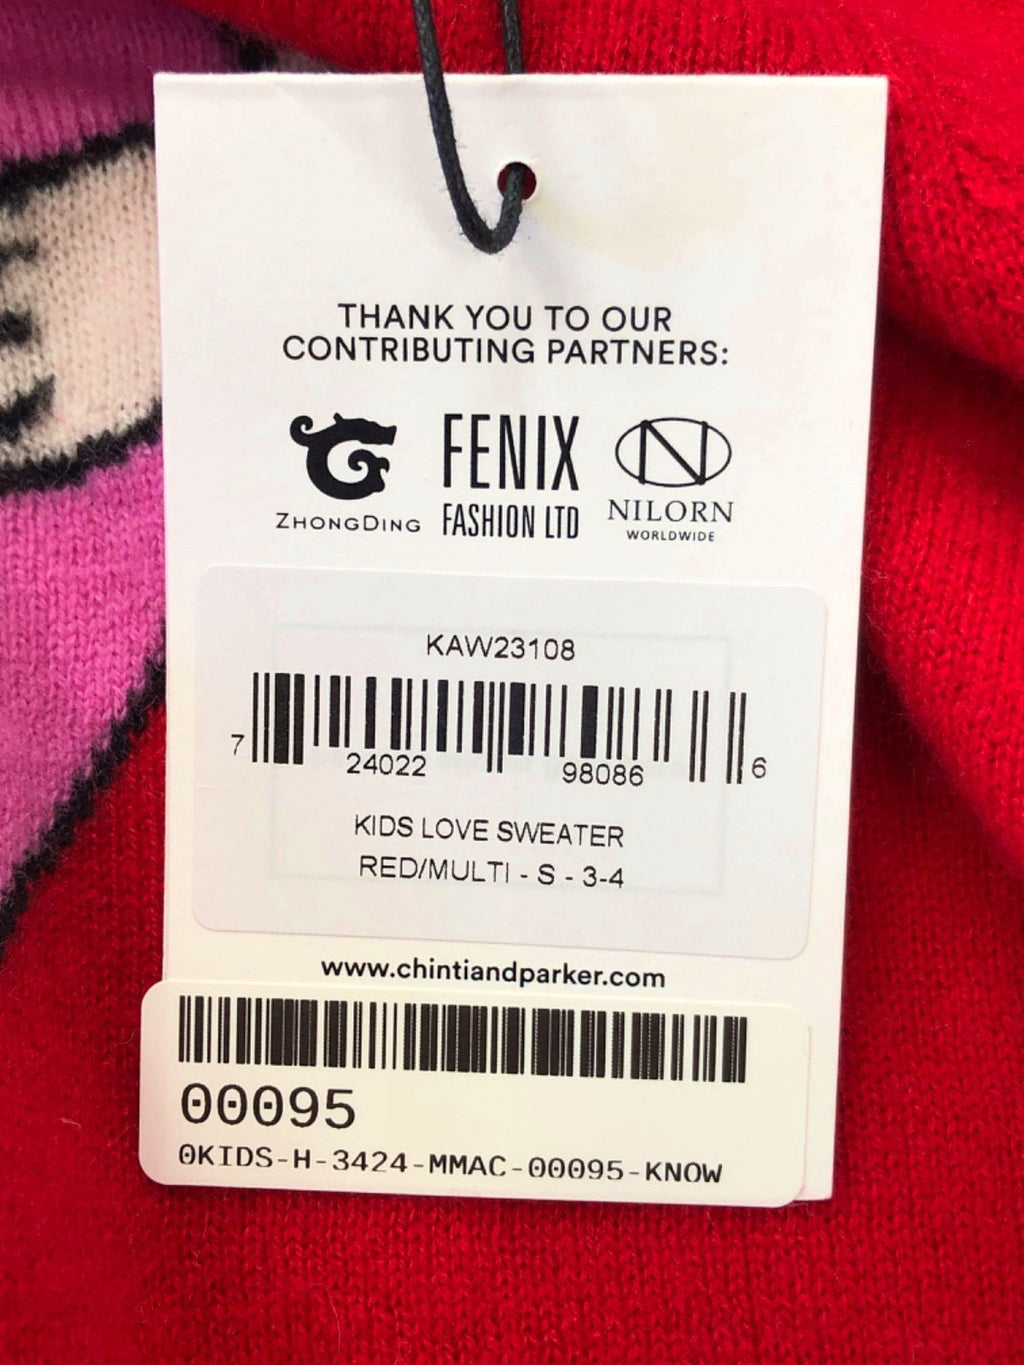 THANK YOU TO OUR
CONTRIBUTING PARTNERS:
ZHONGDING
FENIX
FASHION LTD
N
NILORN
WORLDWIDE
KAW23108
7 24022 98086 6
KIDS LOVE SWEATER
RED/MULTI - S - 3-4
www.chintiandparker.com
00095
0KIDS-H-3424-MMAC-00095-KNOW